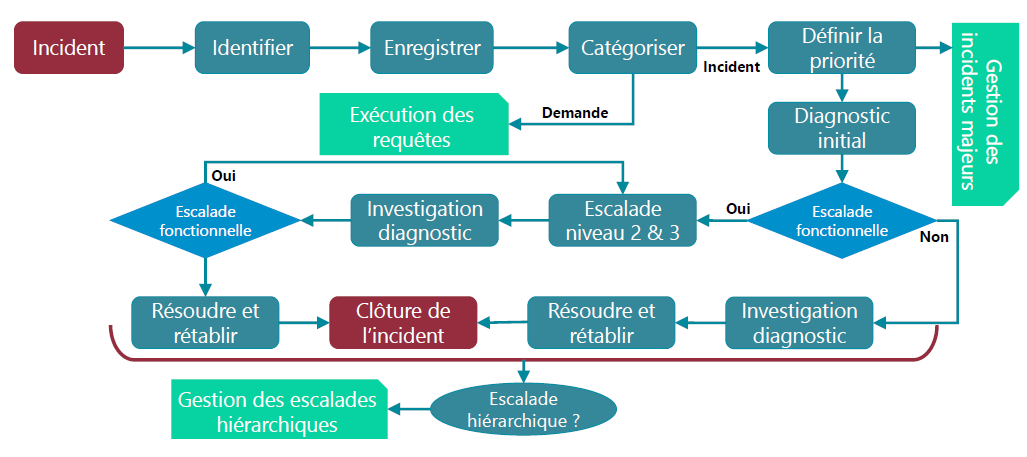 Incident
Identifier
Enregistrer
Catégoriser
Incident
Définir la
priorité
Gestion des
incidents majeurs
Demande
Exécution des
requêtes
Diagnostic
initial
Oui
Escalade
fonctionnelle
Investigation
diagnostic
Escalade
niveau 2 & 3
Oui
Escalade
fonctionnelle
Non
Résoudre et
rétablir
Clôture de
l’incident
Résoudre et
rétablir
Investigation
diagnostic
Gestion des escalades
hiérarchiques
Escalade
hiérarchique ?